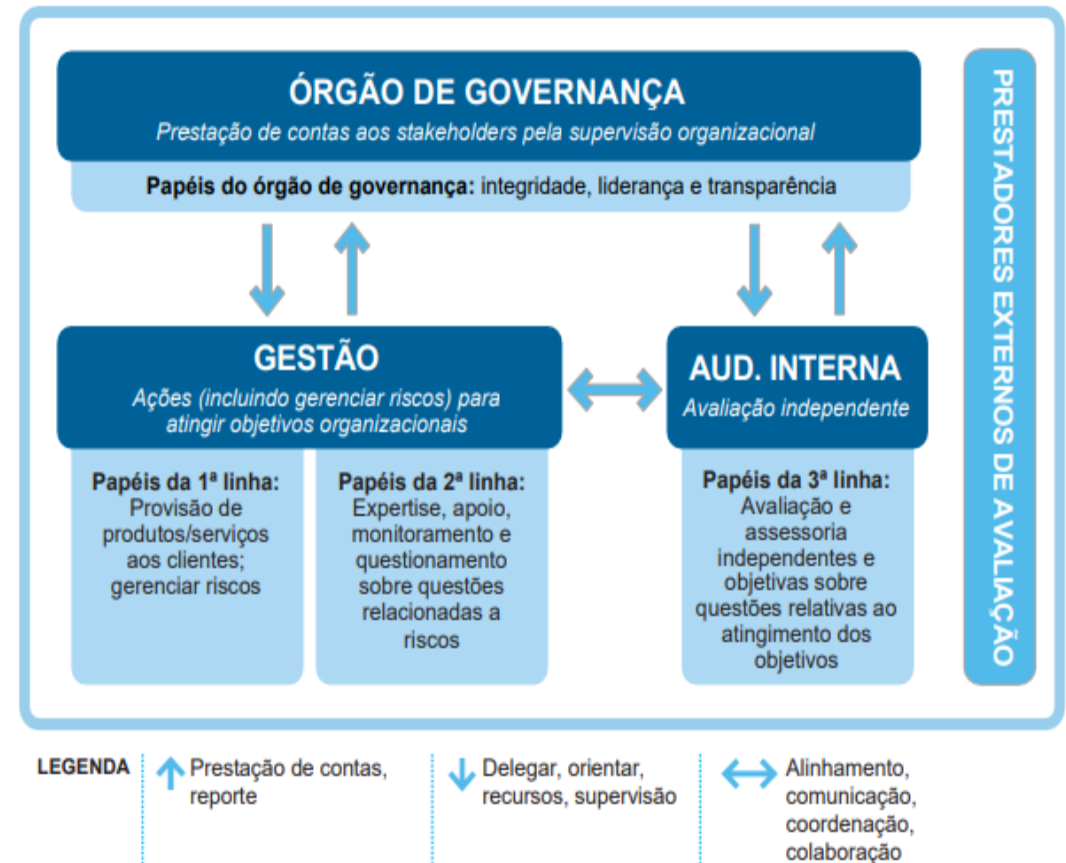 ÓRGÃO DE GOVERNANÇA
Prestação de contas aos stakeholders pela supervisão organizacional
Papéis do órgão de governança: integridade, liderança e transparência
GESTÃO
Ações (incluindo gerenciar riscos) para
atingir objetivos organizacionais
Papéis da 1ª linha:
Provisão de
produtos/serviços
aos clientes;
gerenciar riscos
Papéis da 2ª linha:
Expertise, apoio,
monitoramento e
questionamento
sobre questões
relacionadas a
riscos
AUD. INTERNA
Avaliação independente
Papéis da 3ª linha:
Avaliação e
assessoria
independentes e
objetivas sobre
questões relativas ao
atingimento dos
objetivos
PRESTADORES EXTERNOS DE AVALIAÇÃO
LEGENDA
Prestação de contas,
reporte
Delegar, orientar,
recursos, supervisão
Alinhamento,
comunicação,
coordenação,
colaboração